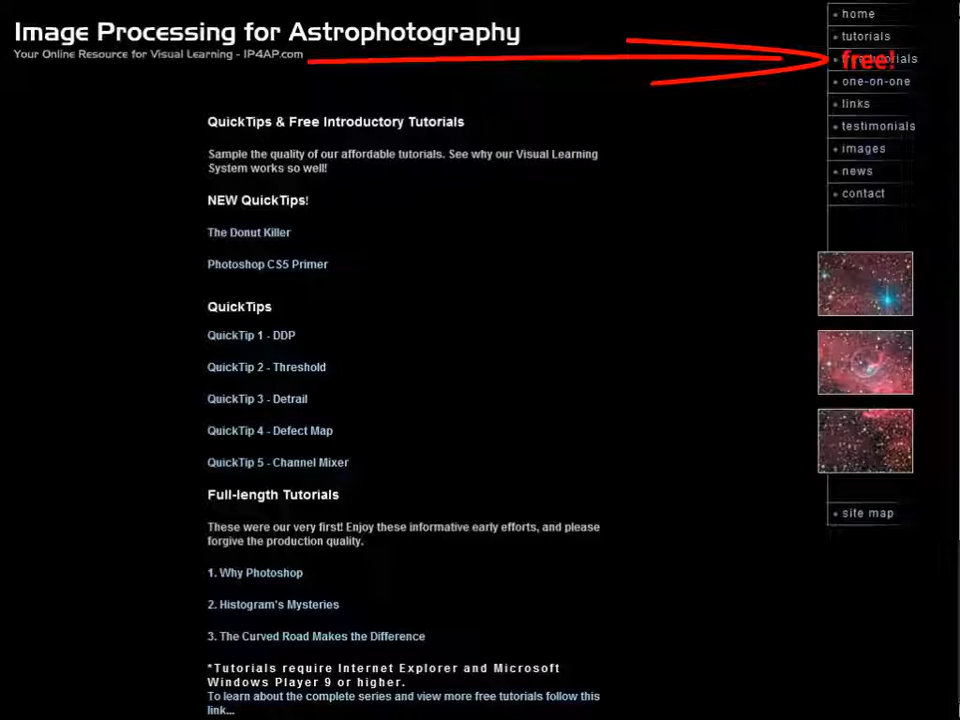 Image Processing for Astrophotography
Your Online Resource for Visual Learning - IP4AP.com
home
tutorials
free tutorials
free!
one-on-one
links
testimonials
images
news
contact
site map
QuickTips & Free Introductory Tutorials
Sample the quality of our affordable tutorials. See why our Visual Learning
System works so well!
NEW QuickTips!
The Donut Killer
Photoshop CS5 Primer
QuickTips
QuickTip 1 - DDP
QuickTip 2 - Threshold
QuickTip 3 - Detrail
QuickTip 4 - Defect Map
QuickTip 5 - Channel Mixer
Full-length Tutorials
These were our very first! Enjoy these informative early efforts, and please
forgive the production quality.
1. Why Photoshop
2. Histogram's Mysteries
3. The Curved Road Makes the Difference
*Tutorials require Internet Explorer and Microsoft
Windows Player 9 or higher.
To learn about the complete series and view more free tutorials follow this
link...